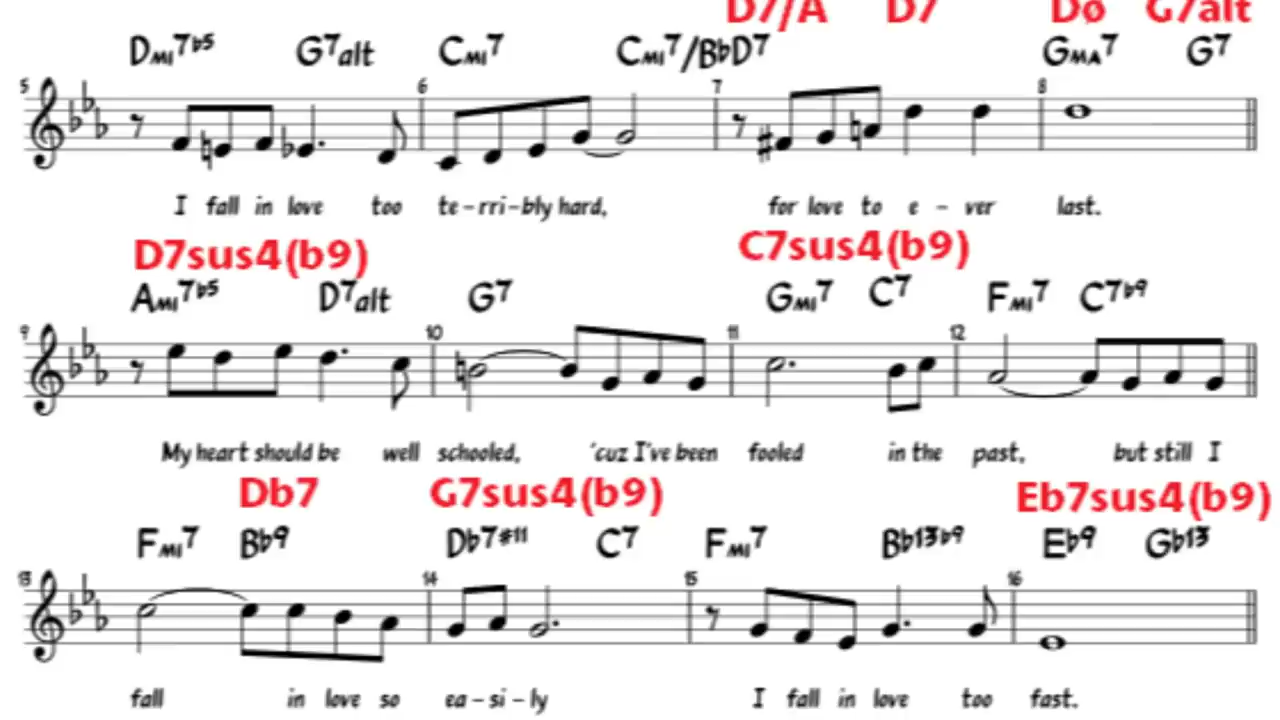 D7/A D7 Dø G7alt
Dmi7b5 G7alt Cmi7 Cmi7/Bb D7 Gma7 G7
5 6 7 8
I fall in love too te-rri-bly hard, for love to e - ver last.
D7sus4(b9) C7sus4(b9)
Ami7b5 D7alt G7 Gmi7 C7 Fmi7 C7b9
9 10 11 12
My heart should be well schooled, 'cuz I've been fooled in the past, but still I
Db7 G7sus4(b9) Eb7sus4(b9)
Fmi7 Bb9 Db7#11 C7 Fmi7 Bb13b9 Eb9 Gb13
13 14 15 16
fall in love so ea-si-ly I fall in love too fast.